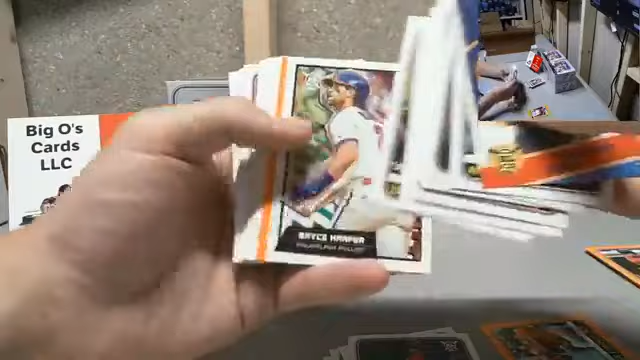 Big O's
Cards
LLC
BRYCE HARPER
PHILADELPHIA PHILLIES